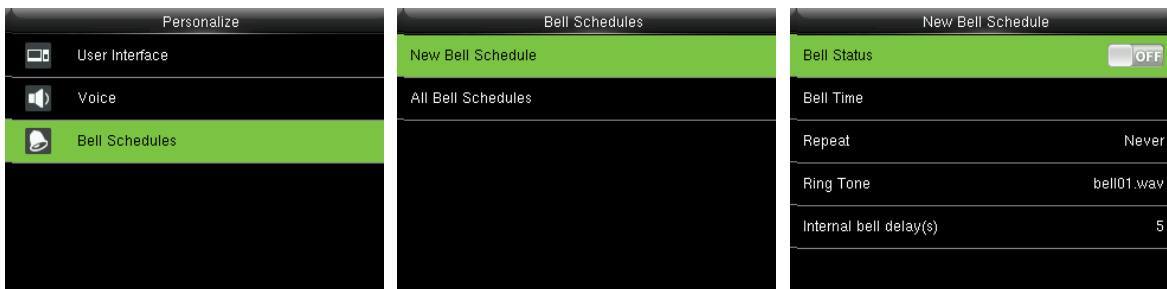 Personalize
User Interface
Voice
Bell Schedules
Bell Schedules
New Bell Schedule
All Bell Schedules
New Bell Schedule
Bell Status OFF
Bell Time
Repeat Never
Ring Tone bell01.wav
Internal bell delay(s) 5